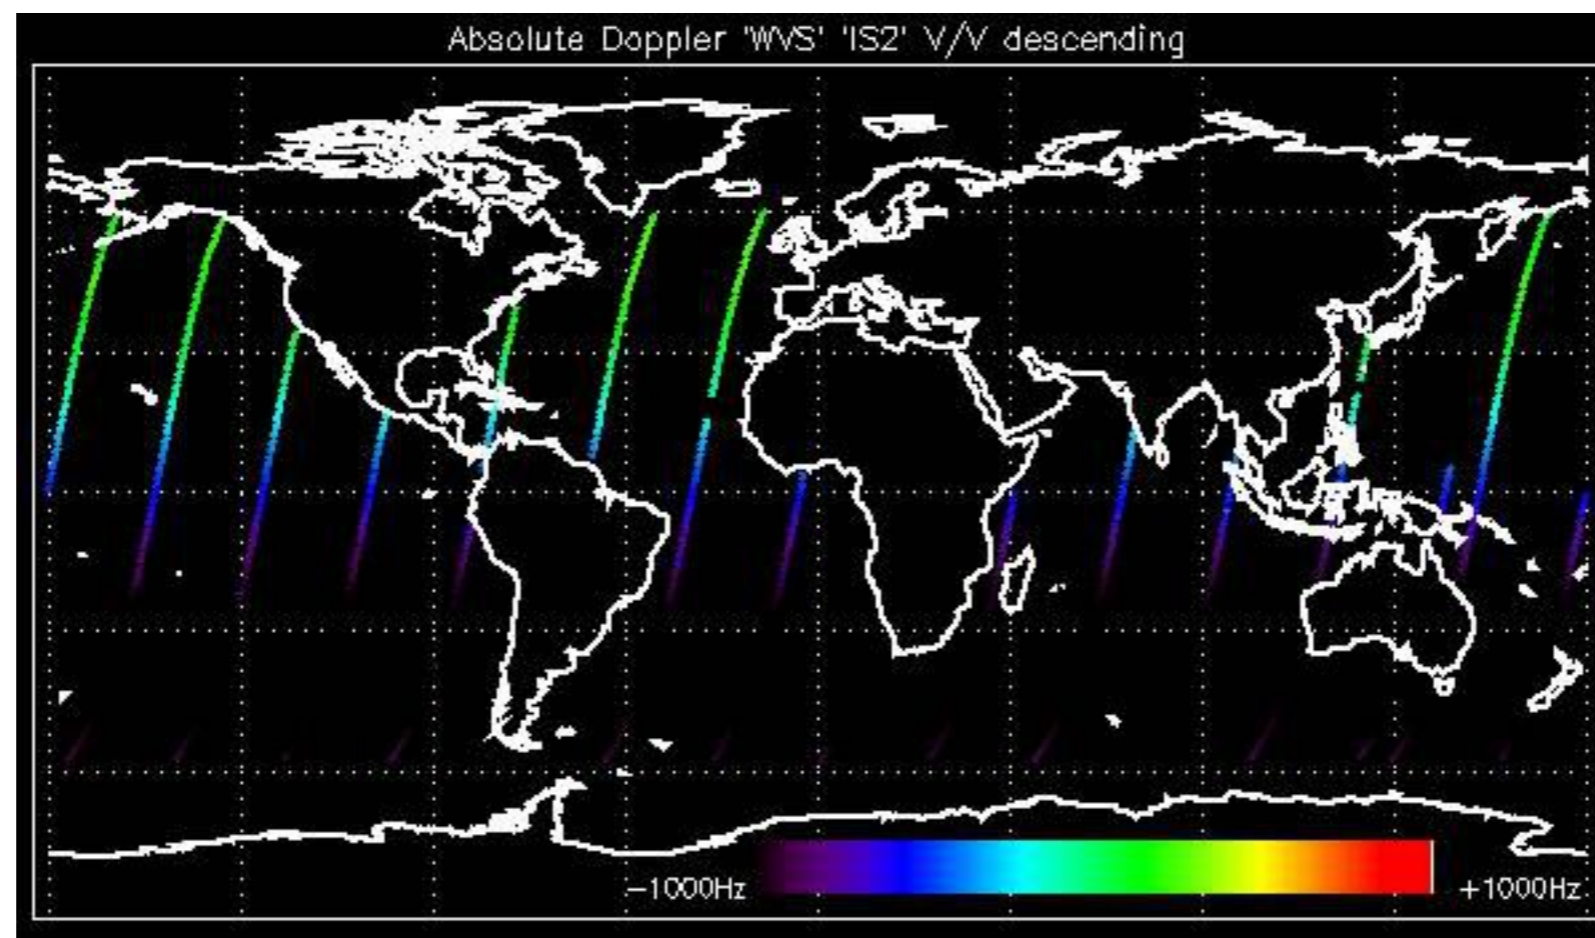 Absolute Doppler 'WVS' 'IS2' V/V descending
−1000Hz
+1000Hz